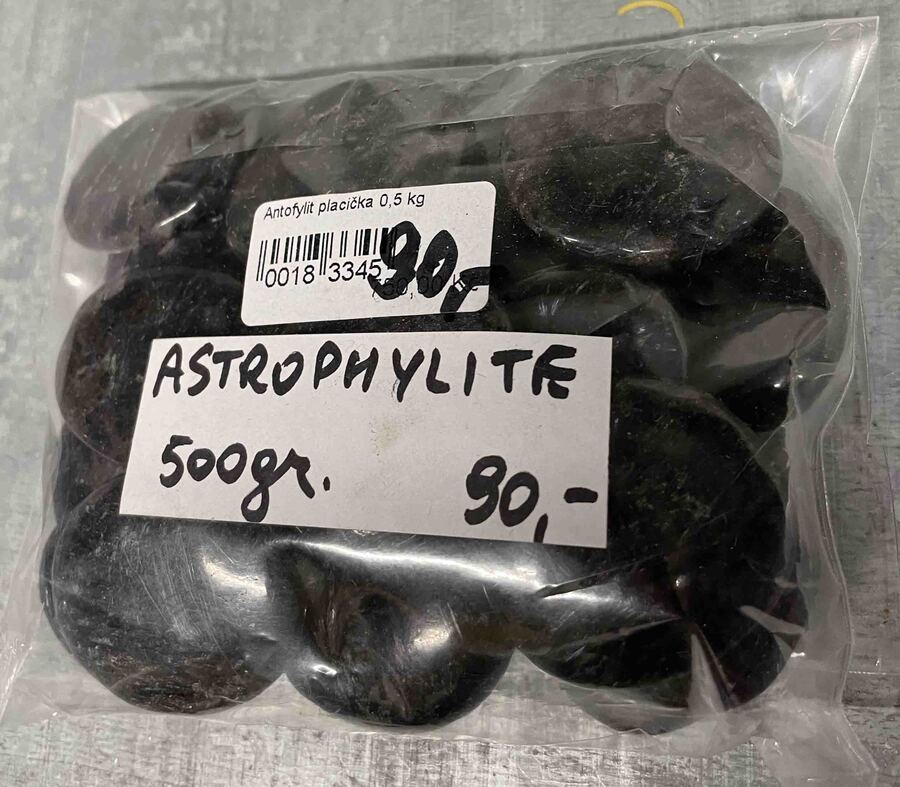 Antofylit placička 0,5 kg
90,-
0018 3345
ASTROPHYLITE
500gr. 90,-